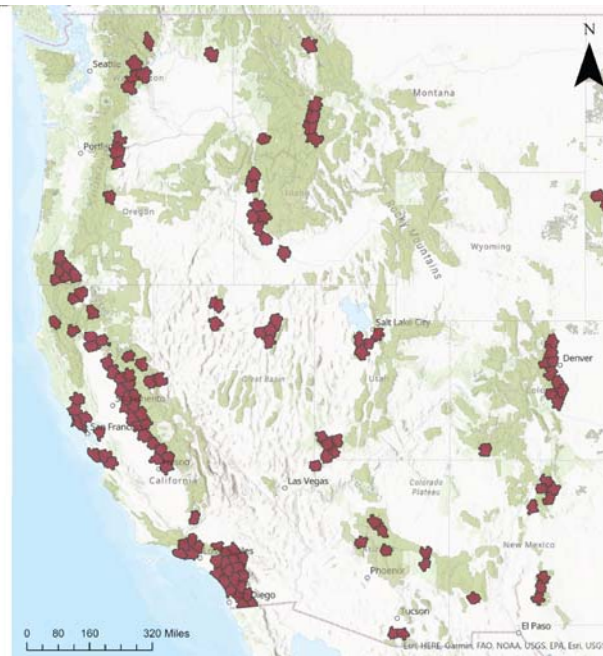 N
Seattle
Montana
Oregon
Rocky Mountains
Wyoming
Salt Lake City
Great Basin
Utah
Denver
San Francisco
California
Las Vegas
Colorado
Plateau
New Mexico
Phoenix
Tucson
El Paso
0 80 160 320 Miles
Esri, HERE, Garmin, FAO, NOAA, USGS, EPA, Esri, USGS